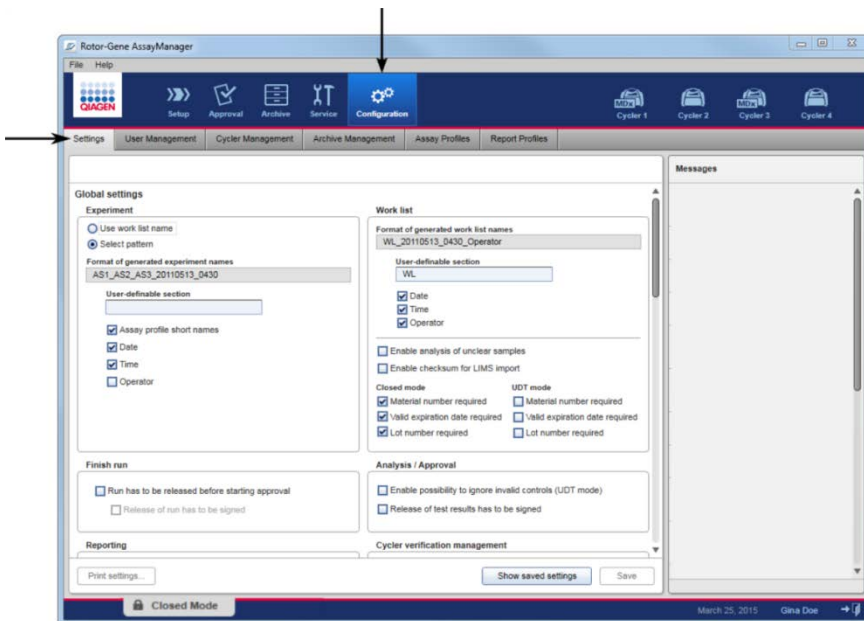 Rotor-Gene AssayManager
File Help
QIAGEN
Setup Approval Archive Service Configuration
MDx MDx
Cycler 1 Cycler 2 Cycler 3 Cycler 4
Settings User Management Cycler Management Archive Management Assay Profiles Report Profiles
Messages
Global settings
Experiment
Use work list name
Select pattern
Format of generated experiment names
AS1_AS2_AS3_20110513_0430
User-definable section
Assay profile short names
Date
Time
Operator
Work list
Format of generated work list names
WL_20110513_0430_Operator
User-definable section
WL
Date
Time
Operator
Enable analysis of unclear samples
Enable checksum for LIMS import
Closed mode UDT mode
Material number required Material number required
Valid expiration date required Valid expiration date required
Lot number required Lot number required
Finish run
Run has to be released before starting approval
Release of run has to be signed
Analysis / Approval
Enable possibility to ignore invalid controls (UDT mode)
Release of test results has to be signed
Reporting
Cycler verification management
Print settings... Show saved settings Save
Closed Mode
March 25, 2015 Gina Doe